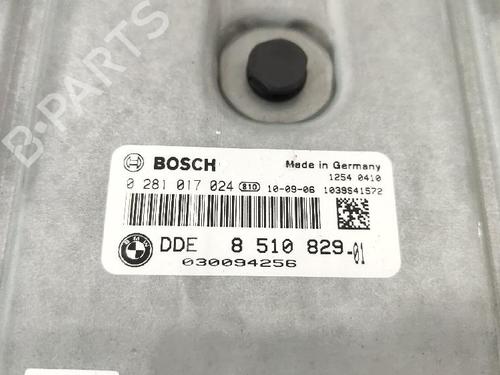 B-PARTS
BOSCH
Made in Germany
1254 0410
0 281 017 024 810 10-09-06 1039S41572
BMW DDE 8 510 829-01
030094256